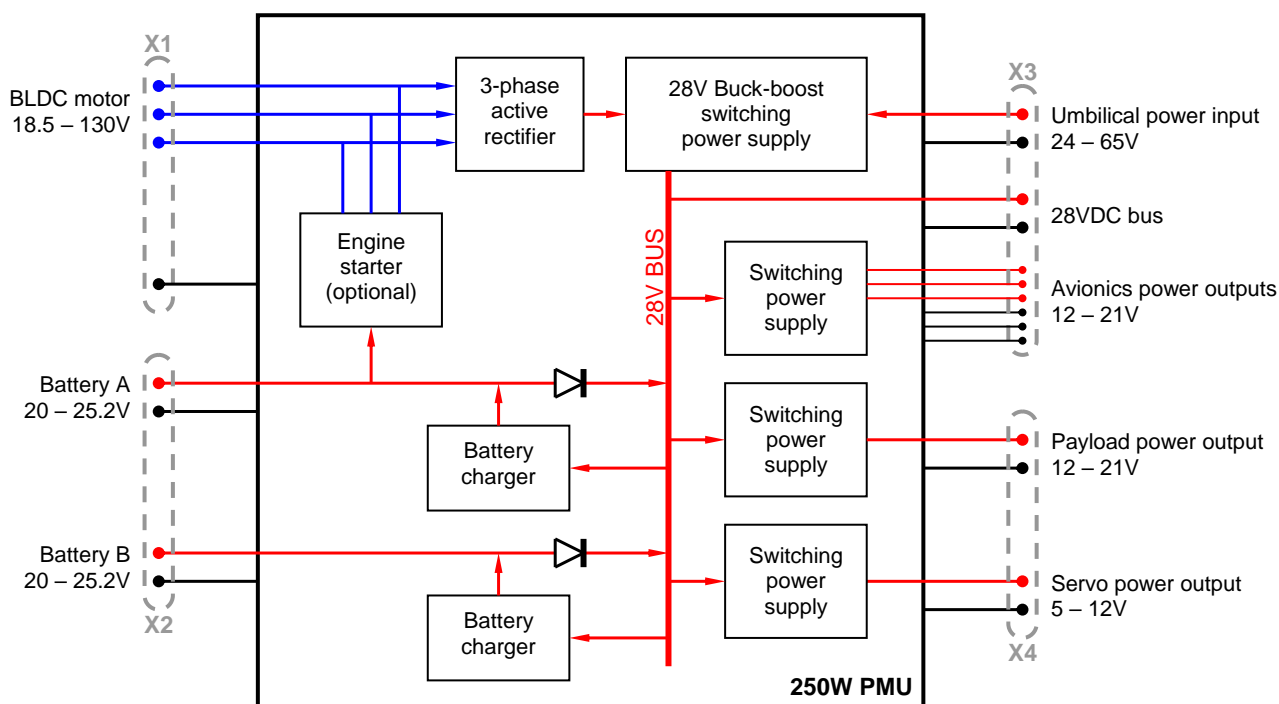 X1
BLDC motor
18.5 – 130V
3-phase
active
rectifier
28V Buck-boost
switching
power supply
X3
Umbilical power input
24 – 65V
28VDC bus
Engine
starter
(optional)
28V BUS
Switching
power
supply
Avionics power outputs
12 – 21V
Battery A
20 – 25.2V
Battery
charger
Switching
power
supply
Payload power output
12 – 21V
Battery B
20 – 25.2V
X2
Battery
charger
Switching
power
supply
Servo power output
5 – 12V
X4
250W PMU